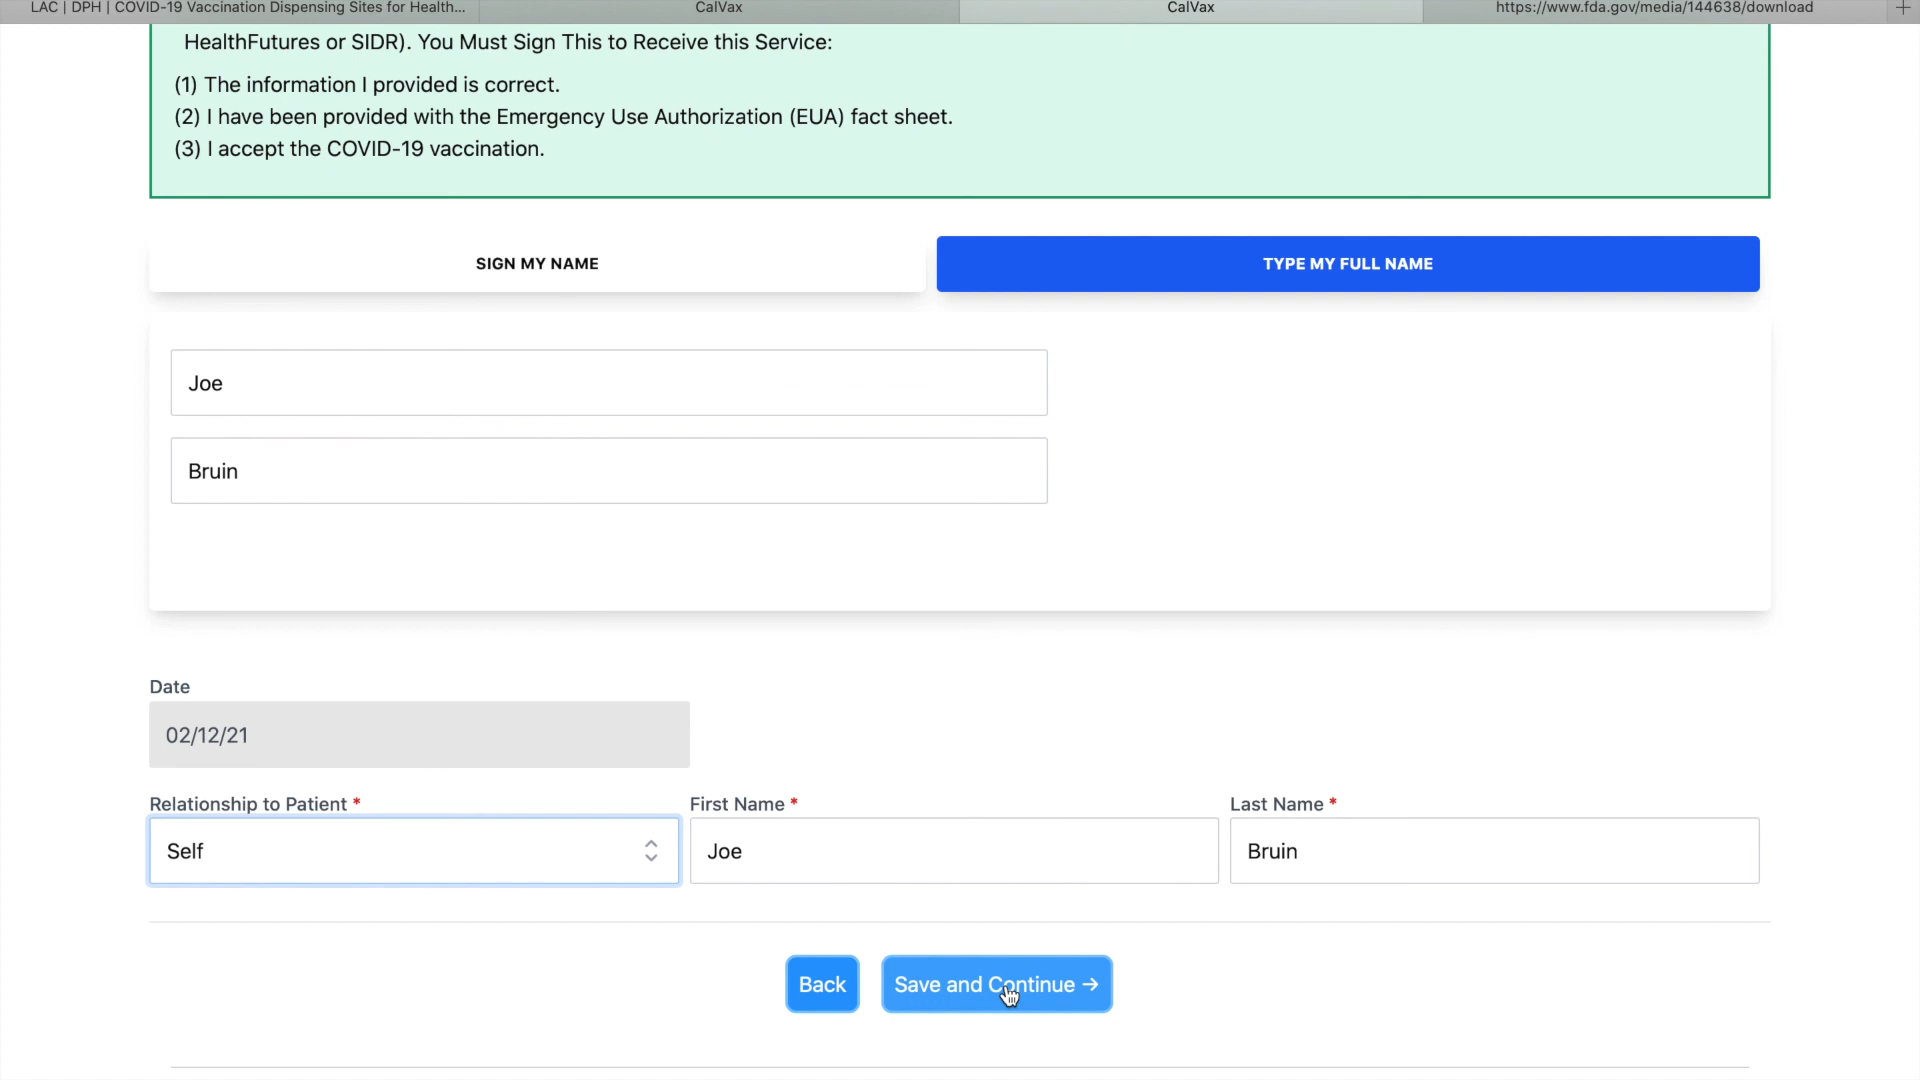 LAC | DPH | COVID-19 Vaccination Dispensing Sites for Health...
CalVax
CalVax
https://www.fda.gov/media/144638/download
HealthFutures or SIDR). You Must Sign This to Receive this Service:
(1) The information I provided is correct.
(2) I have been provided with the Emergency Use Authorization (EUA) fact sheet.
(3) I accept the COVID-19 vaccination.
SIGN MY NAME
TYPE MY FULL NAME
Joe
Bruin
Date
02/12/21
Relationship to Patient *
First Name *
Last Name *
Self
Joe
Bruin
Back
Save and Continue →